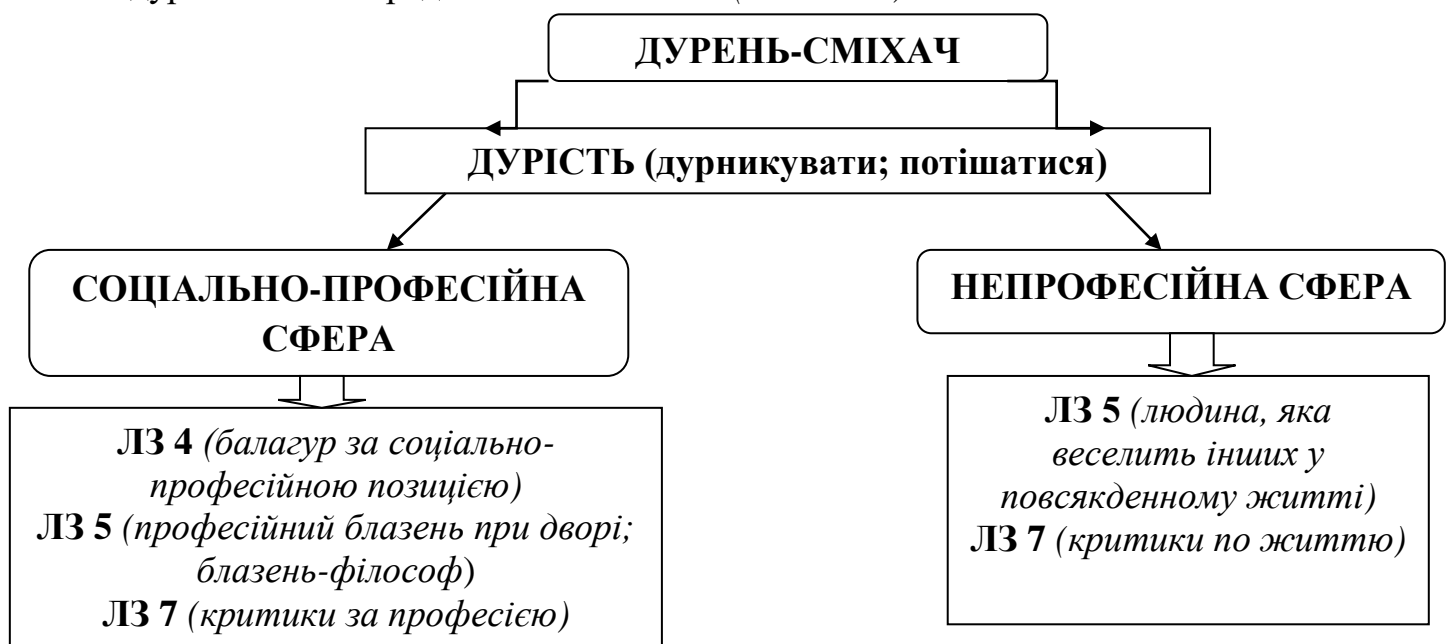 ДУРЕНЬ-СМІХАЧ
ДУРІСТЬ (дурникувати; потішатися)
СОЦІАЛЬНО-ПРОФЕСІЙНА
СФЕРА
НЕПРОФЕСІЙНА СФЕРА
ЛЗ 4 (балагур за соціально-
професійною позицією)
ЛЗ 5 (професійний блазень при дворі;
блазень-філософ)
ЛЗ 7 (критики за професією)
ЛЗ 5 (людина, яка
веселить інших у
повсякденному житті)
ЛЗ 7 (критики по життю)